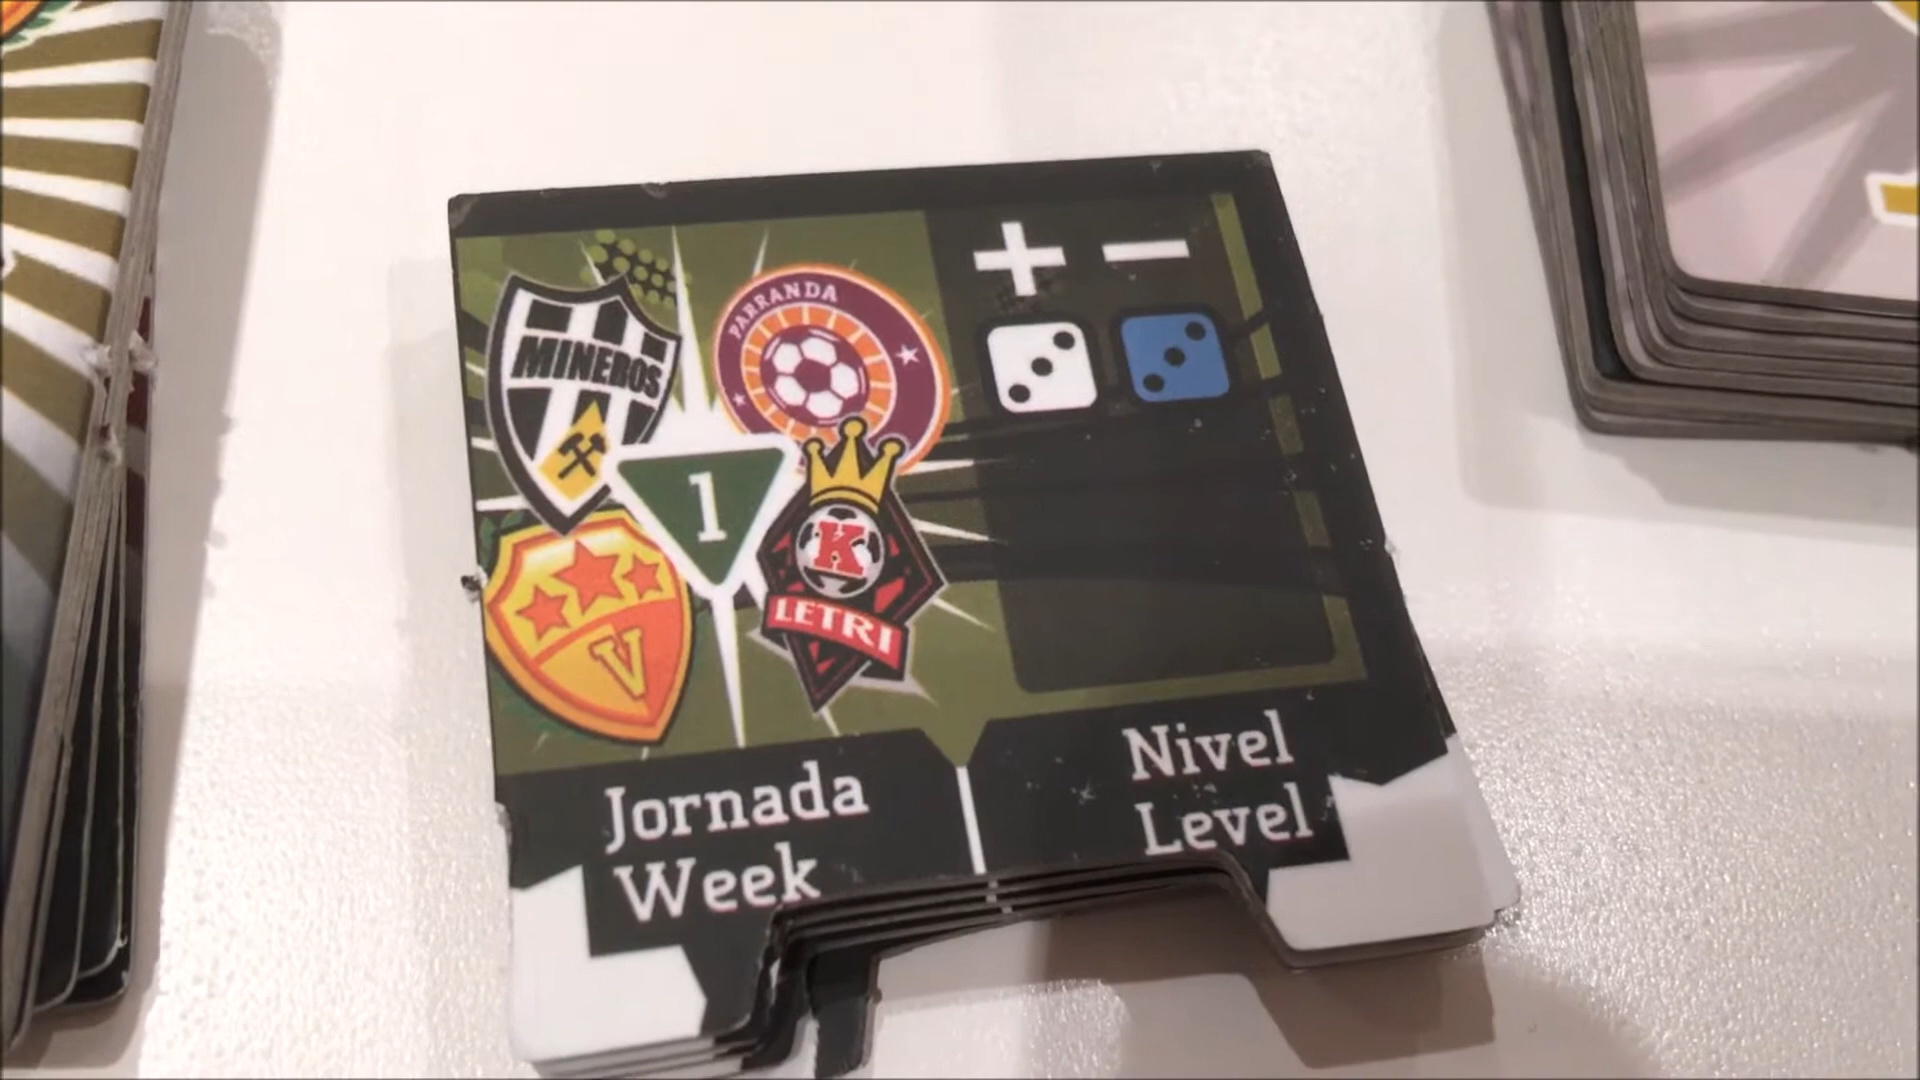 MINEROS
PARRANDA
1
K
LETRI
V
+ −
Jornada
Week
Nivel
Level